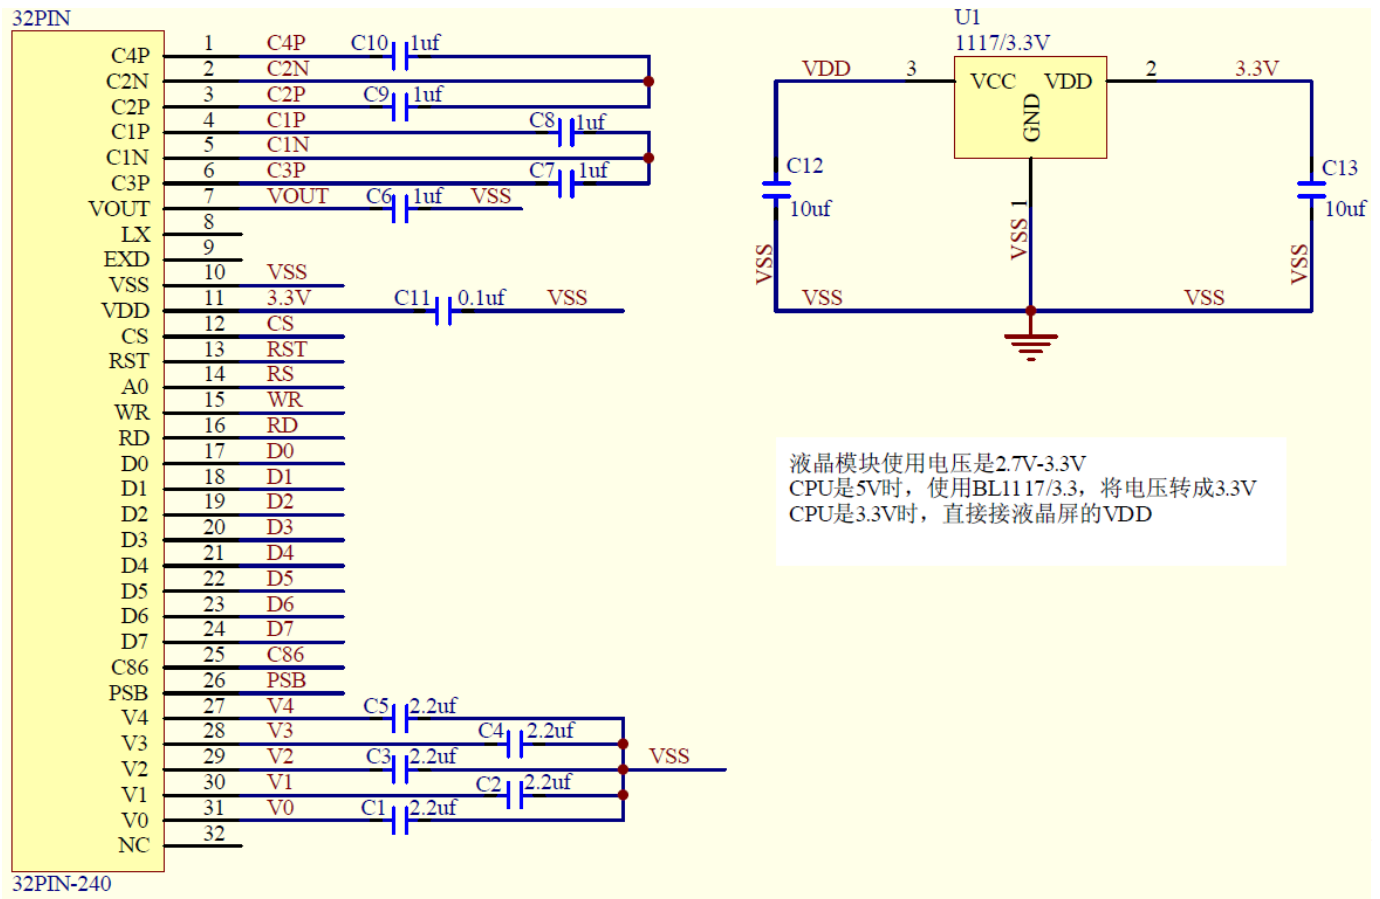 32PIN
C4P 1 C4P C10 1uf
C2N 2 C2N
C2P 3 C2P C9 1uf
C1P 4 C1P C8 1uf
C1N 5 C1N
C3P 6 C3P C7 1uf
VOUT 7 VOUT C6 1uf VSS
LX 8
EXD 9
VSS 10 VSS
VDD 11 3.3V C11 0.1uf VSS
CS 12 CS
RST 13 RST
A0 14 RS
WR 15 WR
RD 16 RD
D0 17 D0
D1 18 D1
D2 19 D2
D3 20 D3
D4 21 D4
D5 22 D5
D6 23 D6
D7 24 D7
C86 25 C86
PSB 26 PSB
V4 27 V4 C5 2.2uf
V3 28 V3 C4 2.2uf
V2 29 V2 C3 2.2uf VSS
V1 30 V1 C2 2.2uf
V0 31 V0 C1 2.2uf
NC 32
32PIN-240
U1
1117/3.3V
VDD 3 VCC VDD 2 3.3V
GND
C12 C13
10uf 1 10uf
VSS VSS VSS
VSS VSS
液晶模块使用电压是2.7V-3.3V
CPU是5V时，使用BL1117/3.3，将电压转成3.3V
CPU是3.3V时，直接接液晶屏的VDD